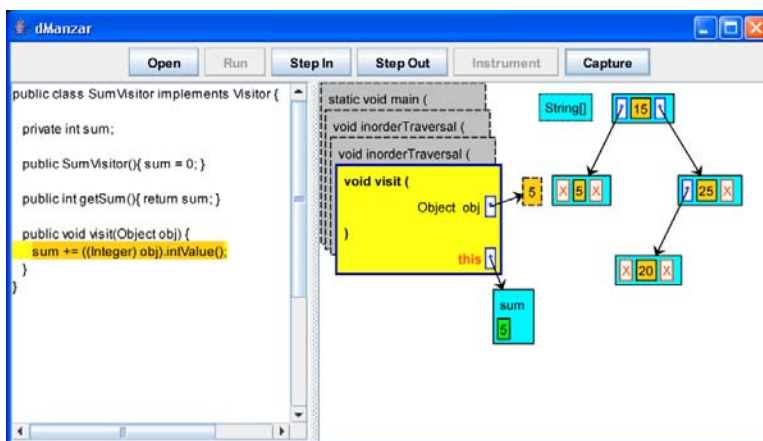 dManzar
Open Run Step In Step Out Instrument Capture
public class SumVisitor implements Visitor {
private int sum;
public SumVisitor(){ sum = 0; }
public int getSum(){ return sum; }
public void visit(Object obj) {
sum += ((Integer) obj).intValue();
}
}
static void main (
void inorderTraversal (
void inorderTraversal (
void visit (
Object obj
)
this
5
sum
5
String[]
15
X 5 X
25 X
X 20 X